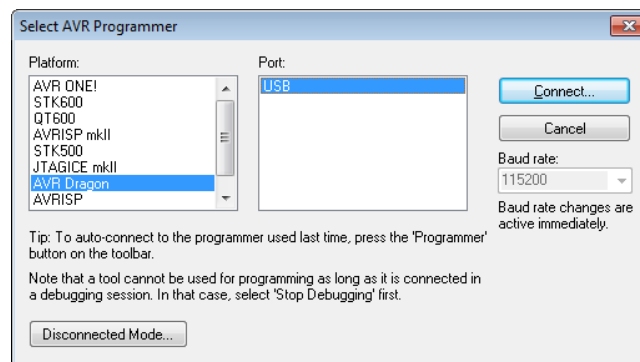 Select AVR Programmer
Platform:
Port:
AVR ONE!
STK600
QT600
AVRISP mkII
STK500
JTAGICE mkII
AVR Dragon
AVRISP
USB
Connect...
Cancel
Baud rate:
115200
Baud rate changes are
active immediately.
Tip: To auto-connect to the programmer used last time, press the 'Programmer'
button on the toolbar.
Note that a tool cannot be used for programming as long as it is connected in
a debugging session. In that case, select 'Stop Debugging' first.
Disconnected Mode...